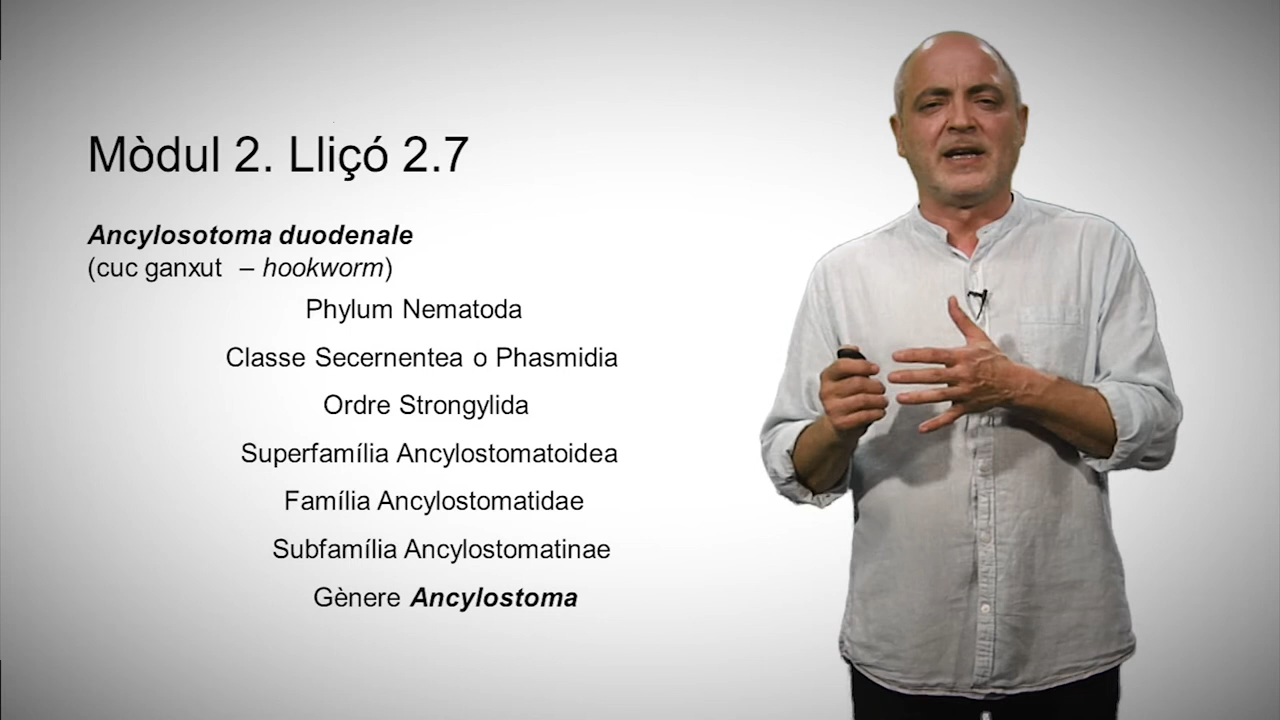 Mòdul 2. Lliçó 2.7
Ancylosotoma duodenale
(cuc ganxut – hookworm)
Phylum Nematoda
Classe Secernentea o Phasmidia
Ordre Strongylida
Superfamília Ancylostomatoidea
Família Ancylostomatidae
Subfamília Ancylostomatinae
Gènere Ancylostoma